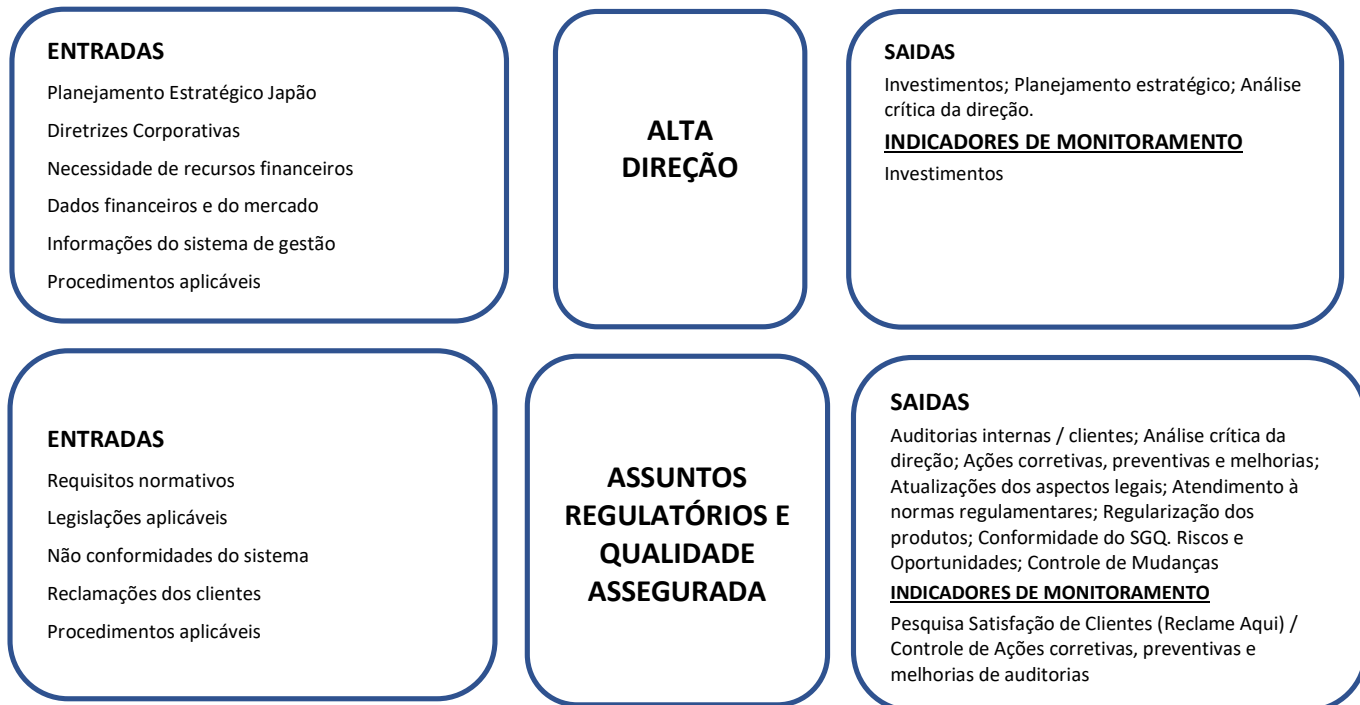 ENTRADAS
Planejamento Estratégico Japão
Diretrizes Corporativas
Necessidade de recursos financeiros
Dados financeiros e do mercado
Informações do sistema de gestão
Procedimentos aplicáveis
ALTA
DIREÇÃO
SAIDAS
Investimentos; Planejamento estratégico; Análise
crítica da direção.
INDICADORES DE MONITORAMENTO
Investimentos
ENTRADAS
Requisitos normativos
Legislações aplicáveis
Não conformidades do sistema
Reclamações dos clientes
Procedimentos aplicáveis
ASSUNTOS
REGULATÓRIOS E
QUALIDADE
ASSEGURADA
SAIDAS
Auditorias internas / clientes; Análise crítica da
direção; Ações corretivas, preventivas e melhorias;
Atualizações dos aspectos legais; Atendimento à
normas regulamentares; Regularização dos
produtos; Conformidade do SGQ. Riscos e
Oportunidades; Controle de Mudanças
INDICADORES DE MONITORAMENTO
Pesquisa Satisfação de Clientes (Reclame Aqui) /
Controle de Ações corretivas, preventivas e
melhorias de auditorias